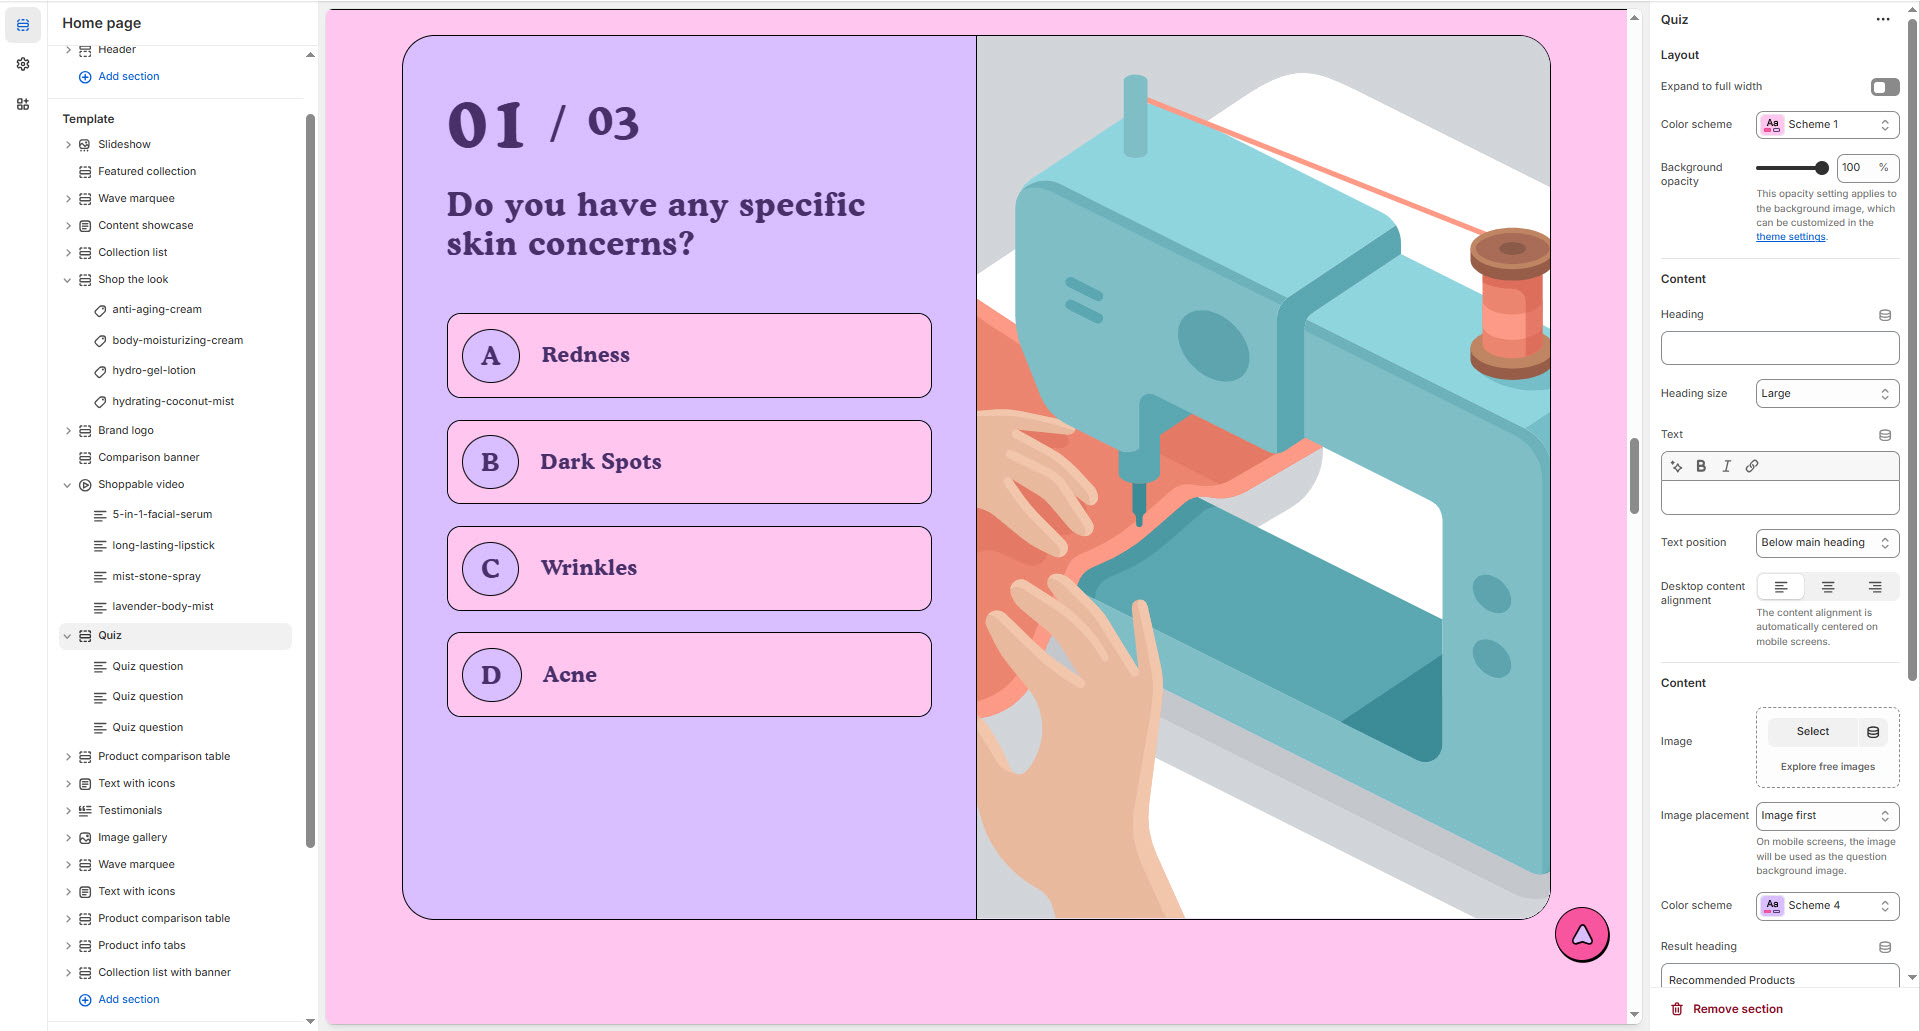 Home page
Header
Add section
Template
Slideshow
Featured collection
Wave marquee
Content showcase
Collection list
Shop the look
anti-aging-cream
body-moisturizing-cream
hydro-gel-lotion
hydrating-coconut-mist
Brand logo
Comparison banner
Shoppable video
5-in-1-facial-serum
long-lasting-lipstick
mist-stone-spray
lavender-body-mist
Quiz
Quiz question
Quiz question
Quiz question
Product comparison table
Text with icons
Testimonials
Image gallery
Wave marquee
Text with icons
Product comparison table
Product info tabs
Collection list with banner
Add section
01 / 03
Do you have any specific
skin concerns?
A Redness
B Dark Spots
C Wrinkles
D Acne
Quiz
Layout
Expand to full width
Color scheme Aa Scheme 1
Background
opacity
100 %
This opacity setting applies to
the background image, which
can be customized in the
theme settings.
Content
Heading
Heading size Large
Text
B I
Text position Below main heading
Desktop content
alignment
The content alignment is
automatically centered on
mobile screens.
Content
Image
Select
Explore free images
Image placement Image first
On mobile screens, the image
will be used as the question
background image.
Color scheme Aa Scheme 4
Result heading
Recommended Products
Remove section